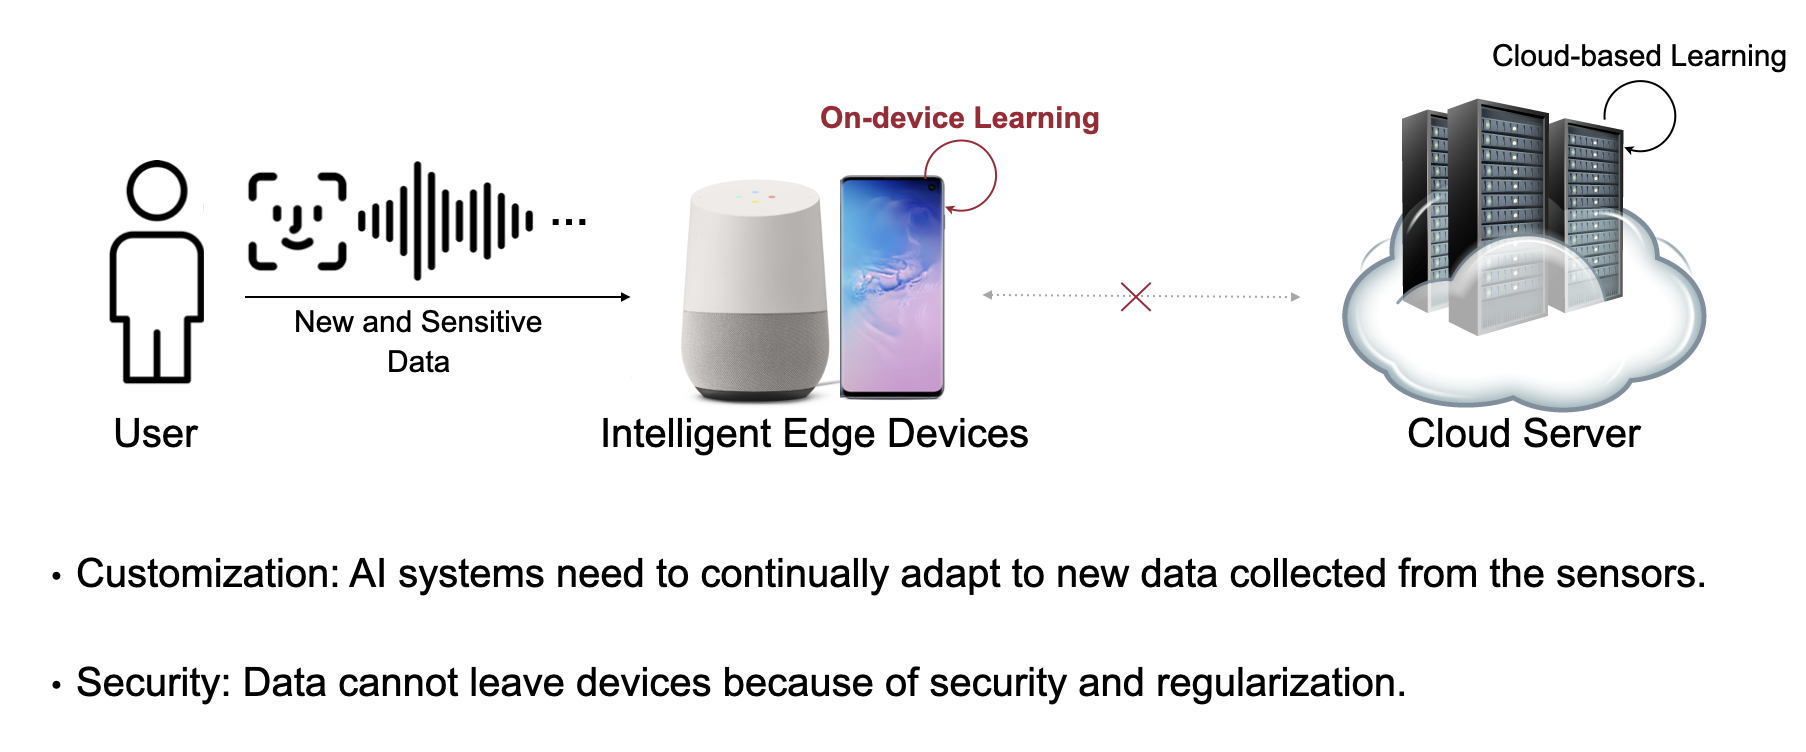 Cloud-based Learning
On-device Learning
...
New and Sensitive
Data
User
Intelligent Edge Devices
Cloud Server
• Customization: AI systems need to continually adapt to new data collected from the sensors.
• Security: Data cannot leave devices because of security and regularization.